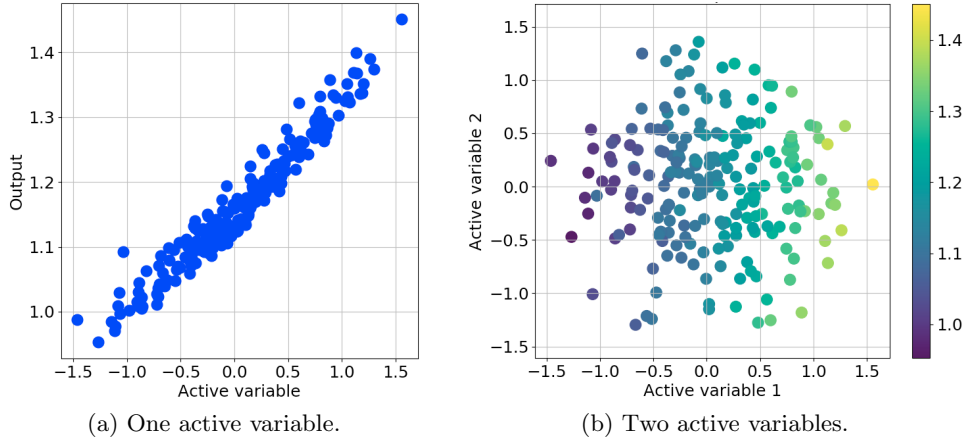 Output
1.4
1.3
1.2
1.1
1.0
−1.5 −1.0 −0.5 0.0 0.5 1.0 1.5
Active variable
(a) One active variable.
Active variable 2
1.5
1.0
0.5
0.0
−0.5
−1.0
−1.5
−1.5 −1.0 −0.5 0.0 0.5 1.0 1.5
Active variable 1
1.4
1.3
1.2
1.1
1.0
(b) Two active variables.